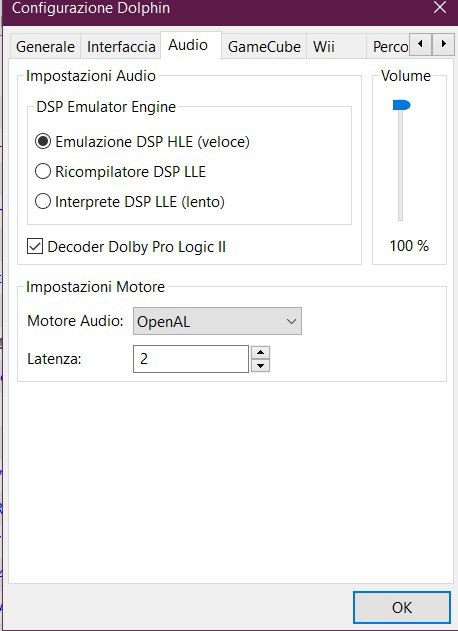 Configurazione Dolphin
Generale Interfaccia Audio GameCube Wii Perco
Impostazioni Audio
Volume
DSP Emulator Engine
Emulazione DSP HLE (veloce)
Ricompilatore DSP LLE
Interprete DSP LLE (lento)
Decoder Dolby Pro Logic II
100 %
Impostazioni Motore
Motore Audio: OpenAL
Latenza: 2
OK